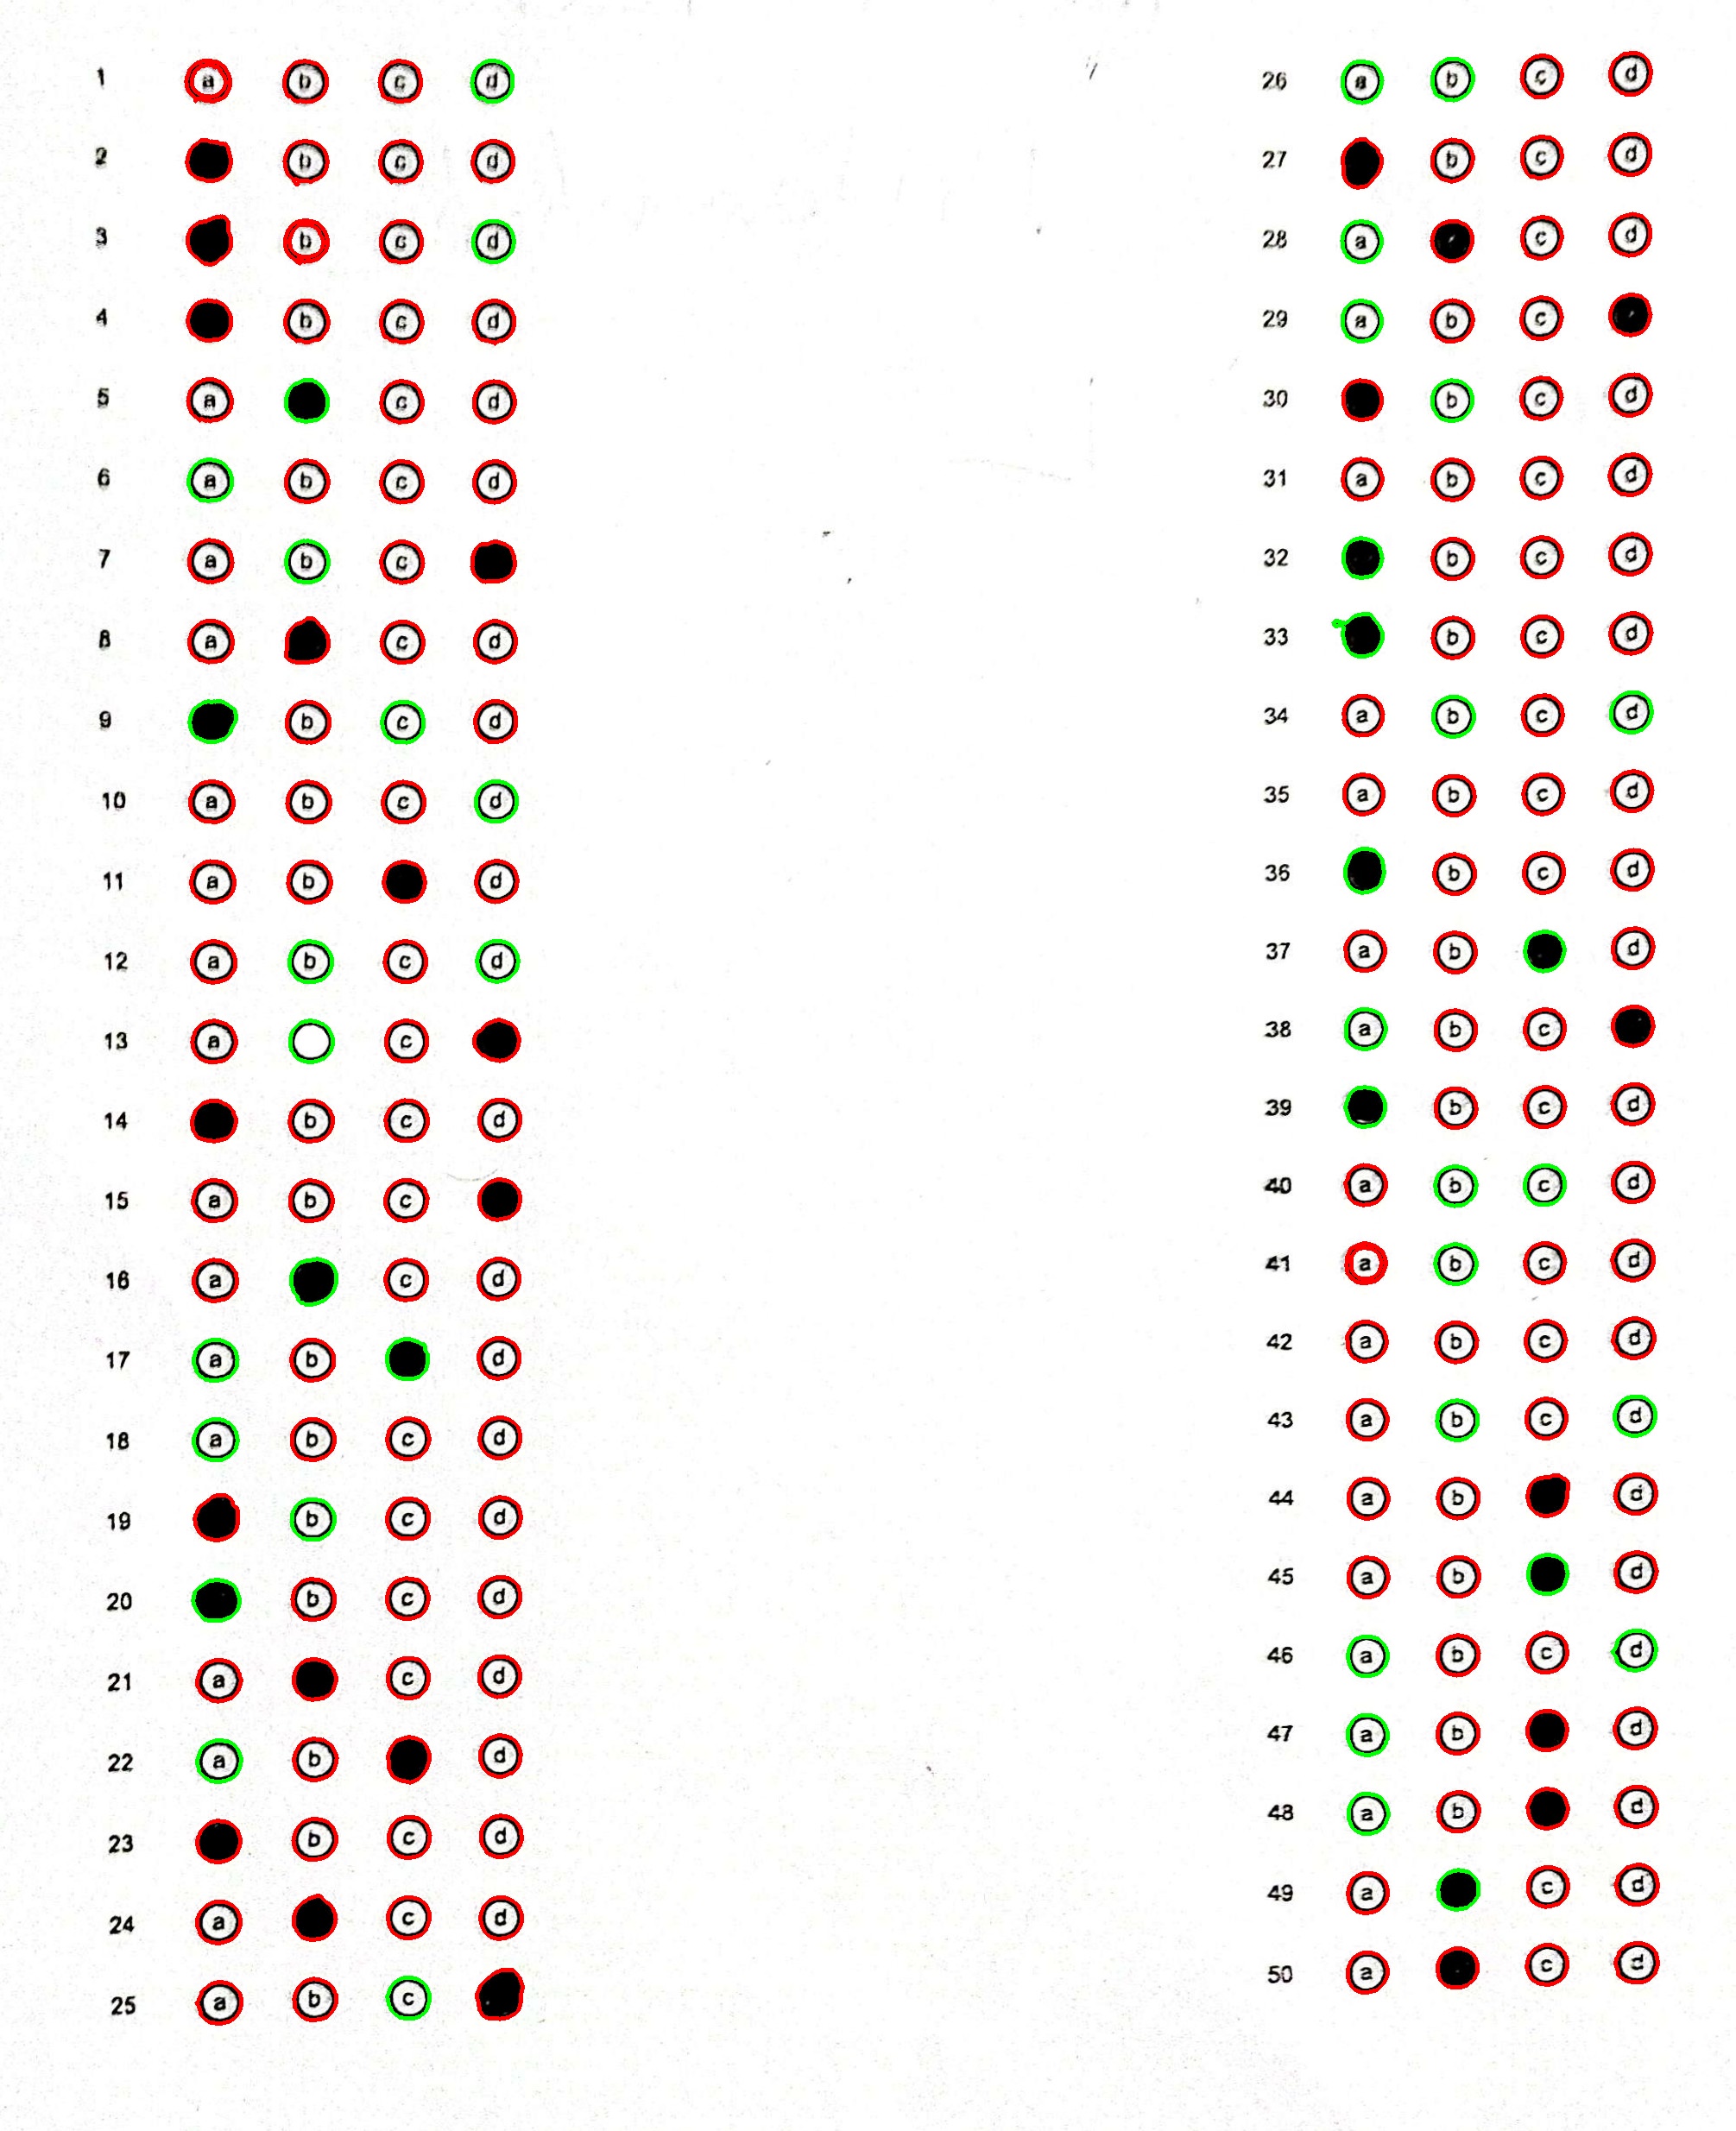 1 a b c d
2 b c d
3 b c d
4 b c d
5 a c d
6 a b c d
7 a b c
8 a c d
9 b c d
10 a b c d
11 a b d
12 a b c d
13 a c
14 b c d
15 a b c
16 a c d
17 a b d
18 a b c d
19 b c d
20 b c d
21 a c d
22 a b d
23 b c d
24 a c d
25 a b c
26 a b c d
27 b c d
28 a c d
29 a b c
30 b c d
31 a b c d
32 b c d
33 b c d
34 a b c d
35 a b c d
36 b c d
37 a b d
38 a b c
39 b c d
40 a b c d
41 a b c d
42 a b c d
43 a b c d
44 a b d
45 a b d
46 a b c d
47 a b d
48 a b d
49 a c d
50 a c d